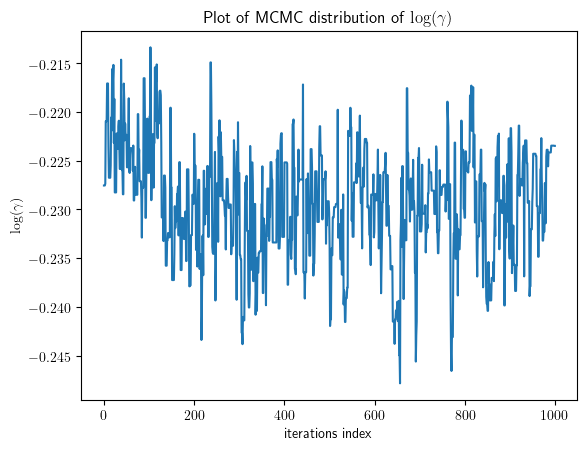 Plot of MCMC distribution of log(γ)
−0.215
−0.220
−0.225
−0.230
−0.235
−0.240
−0.245
log(γ)
0 200 400 600 800 1000
iterations index